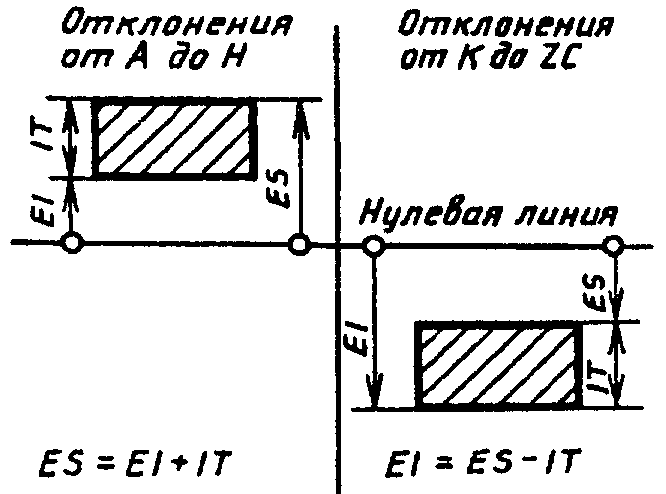 Отклонения
от А до Н
IT
EI
ES
ES = EI + IT
Отклонения
от К до ZC
Нулевая линия
EI
ES
IT
EI = ES - IT